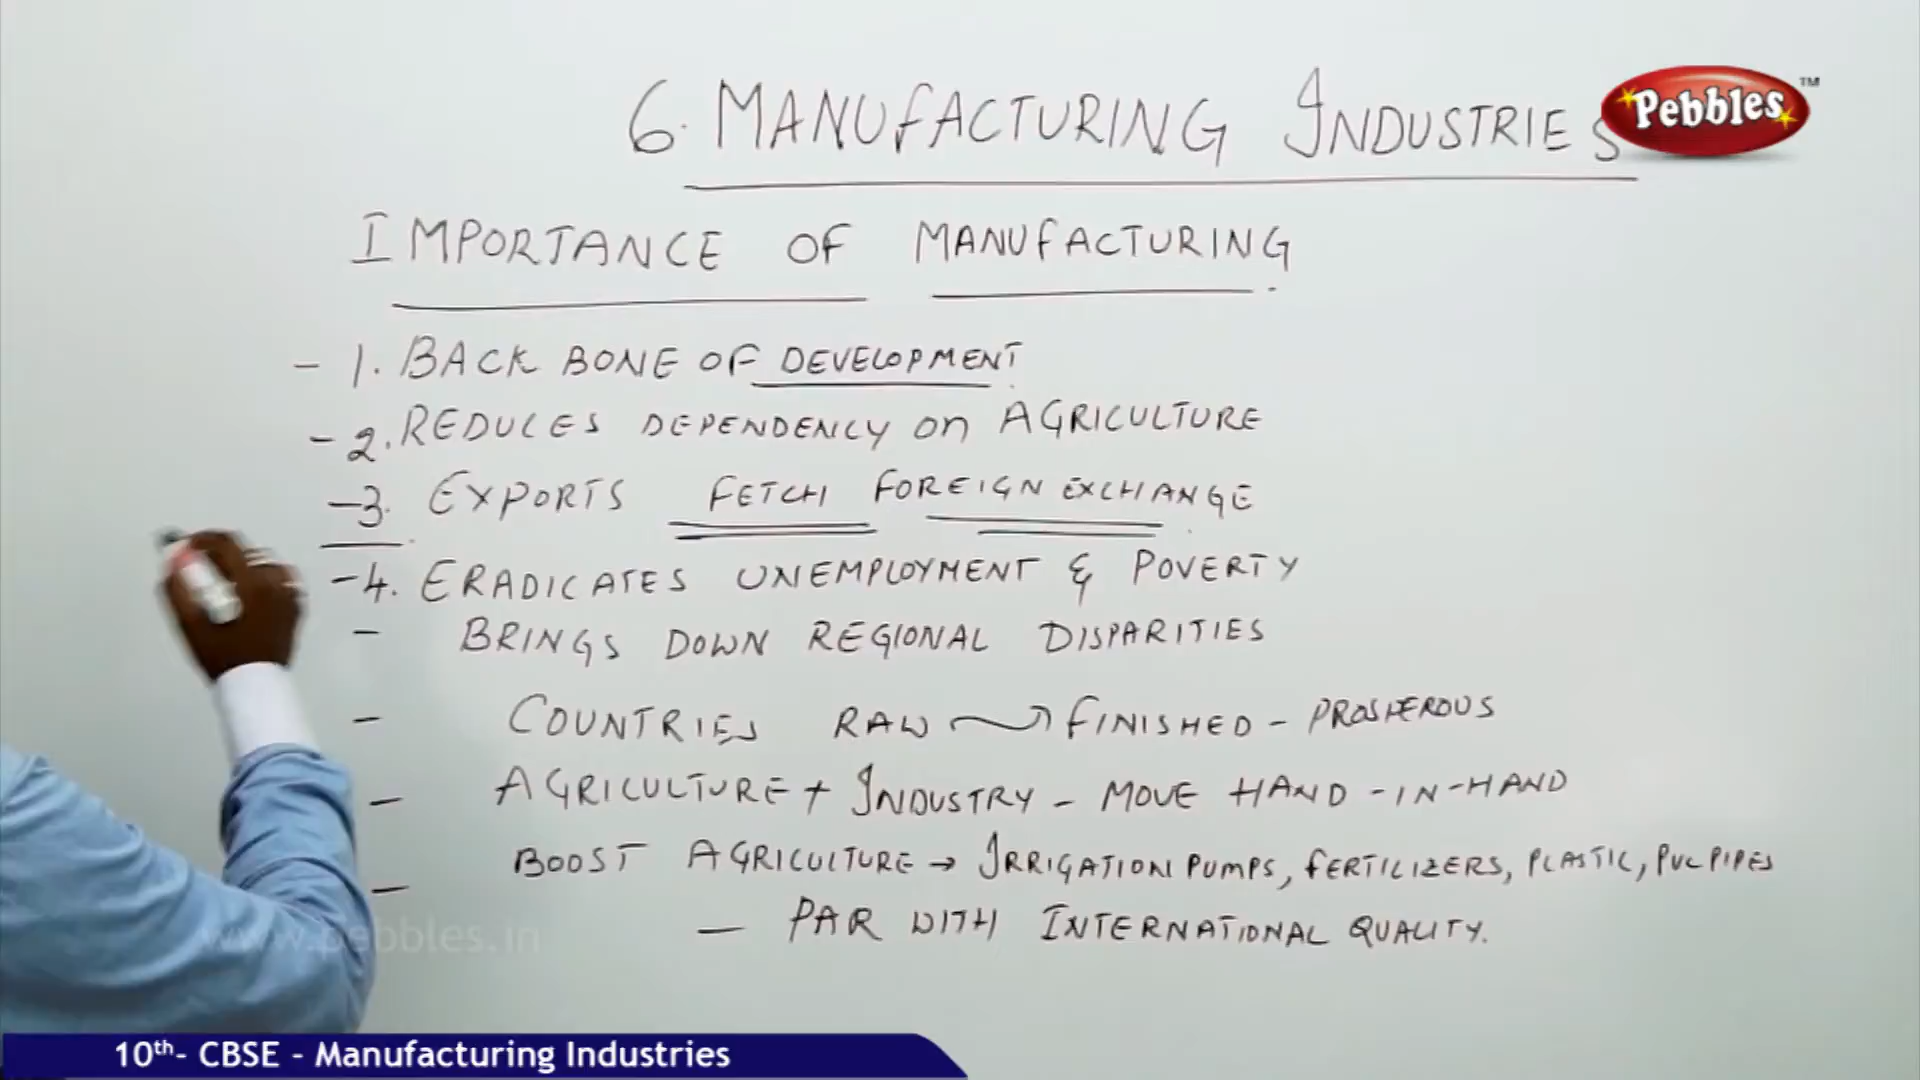 6. MANUFACTURING INDUSTRIES
Pebbles™
IMPORTANCE OF MANUFACTURING
- 1. BACK BONE OF DEVELOPMENT
- 2. REDUCES DEPENDENCY on AGRICULTURE
- 3. EXPORTS FETCH FOREIGN EXCHANGE
- 4. ERADICATES UNEMPLOYMENT & POVERTY
- BRINGS DOWN REGIONAL DISPARITIES
- COUNTRIES RAW → FINISHED - PROSPEROUS
- AGRICULTURE + INDUSTRY - MOVE HAND-IN-HAND
- BOOST AGRICULTURE → IRRIGATION PUMPS, FERTILIZERS, PLASTIC, PVC PIPES
- PAR WITH INTERNATIONAL QUALITY.
www.pebbles.in
10th- CBSE - Manufacturing Industries